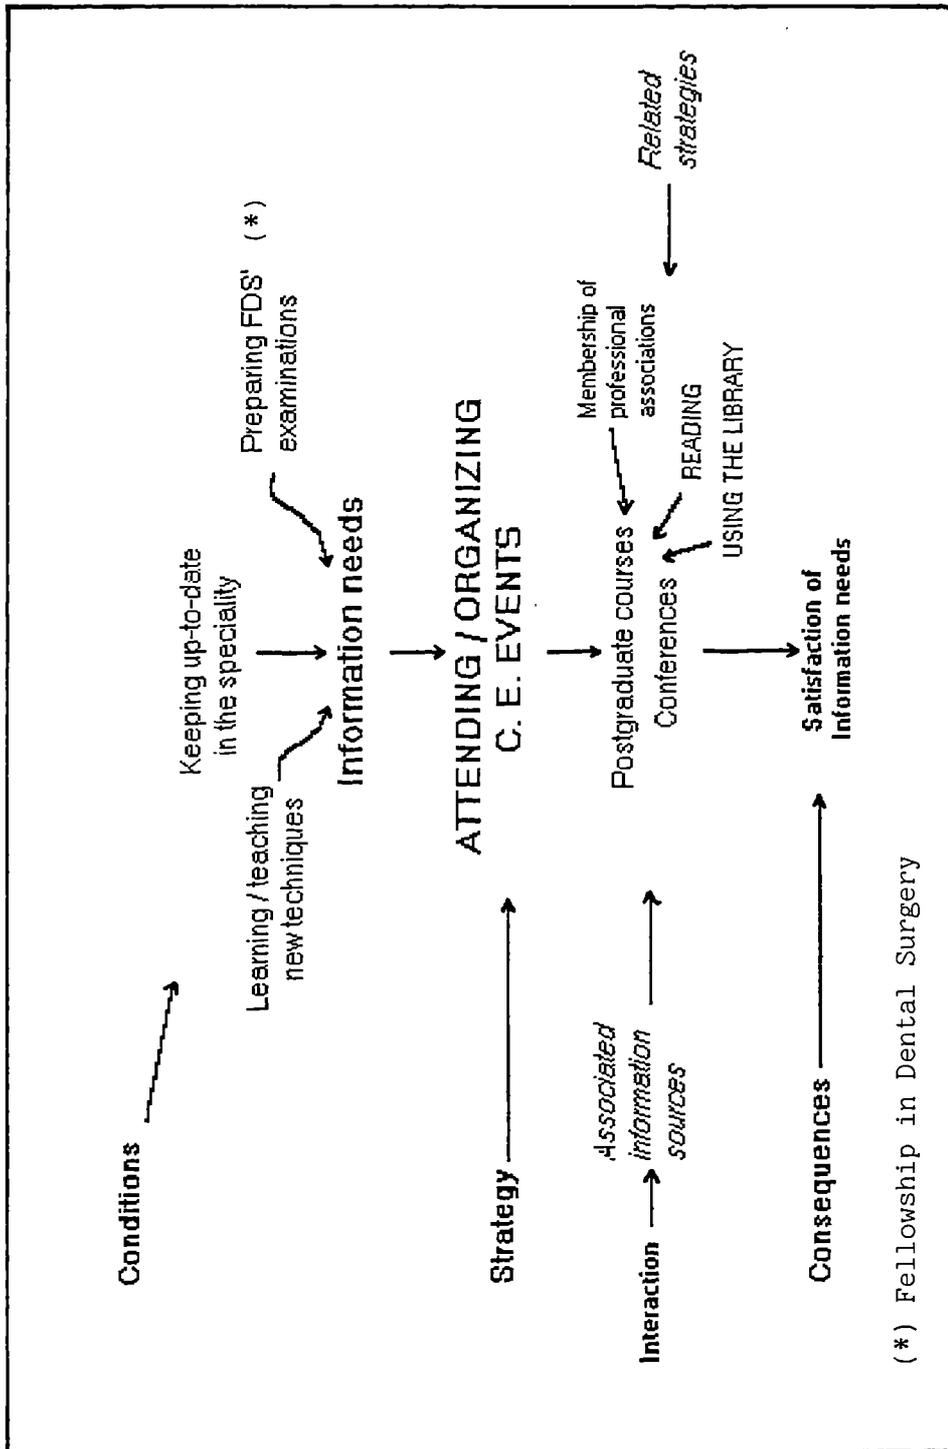 Conditions
Keeping up-to-date
in the speciality
Learning / teaching
new techniques
Preparing FDS' (*)
examinations
Information needs
Strategy
ATTENDING / ORGANIZING
C. E. EVENTS
Interaction
Associated
information
sources
Postgraduate courses
Conferences
Membership of
professional
associations
READING
USING THE LIBRARY
Related
strategies
Consequences
Satisfaction of
Information needs
(*) Fellowship in Dental Surgery